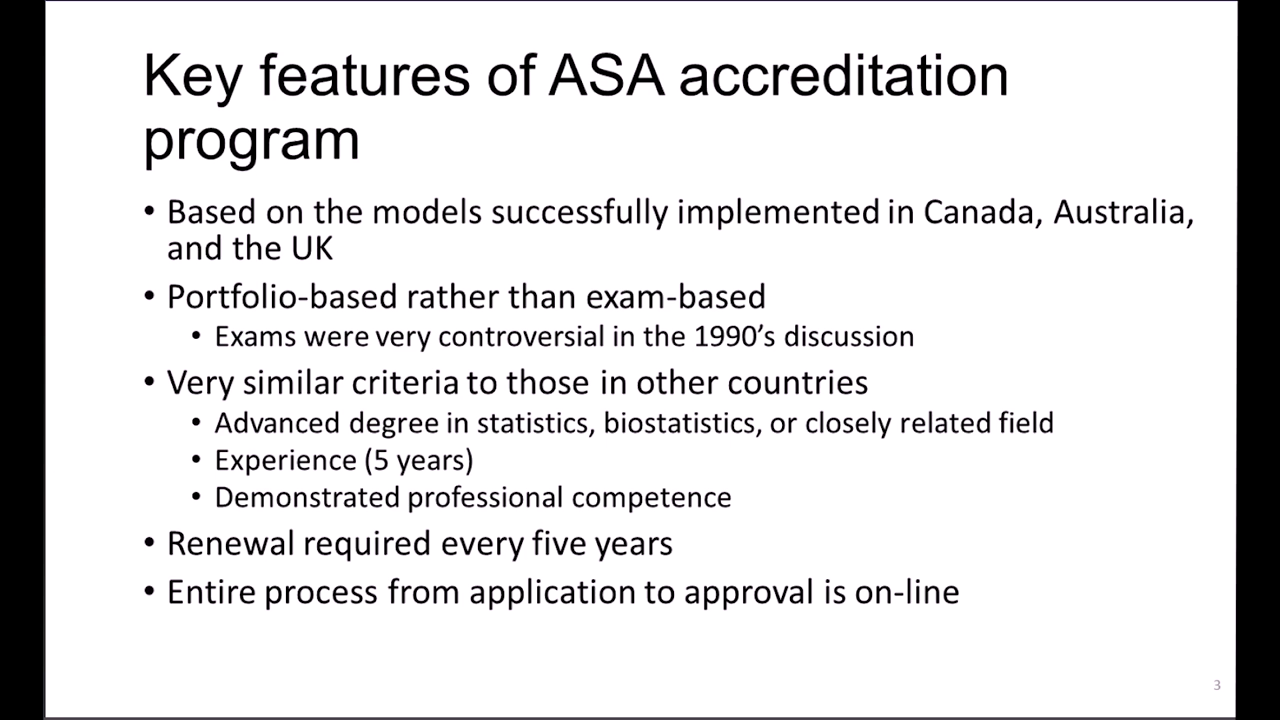 Key features of ASA accreditation
program
• Based on the models successfully implemented in Canada, Australia,
and the UK
• Portfolio-based rather than exam-based
• Exams were very controversial in the 1990’s discussion
• Very similar criteria to those in other countries
• Advanced degree in statistics, biostatistics, or closely related field
• Experience (5 years)
• Demonstrated professional competence
• Renewal required every five years
• Entire process from application to approval is on-line
3